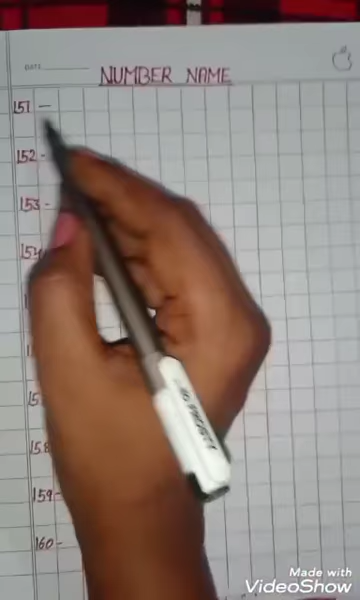 DATE
NUMBER NAME
151 -
152 -
153 -
158
159 -
160 -
Made with
VideoShow